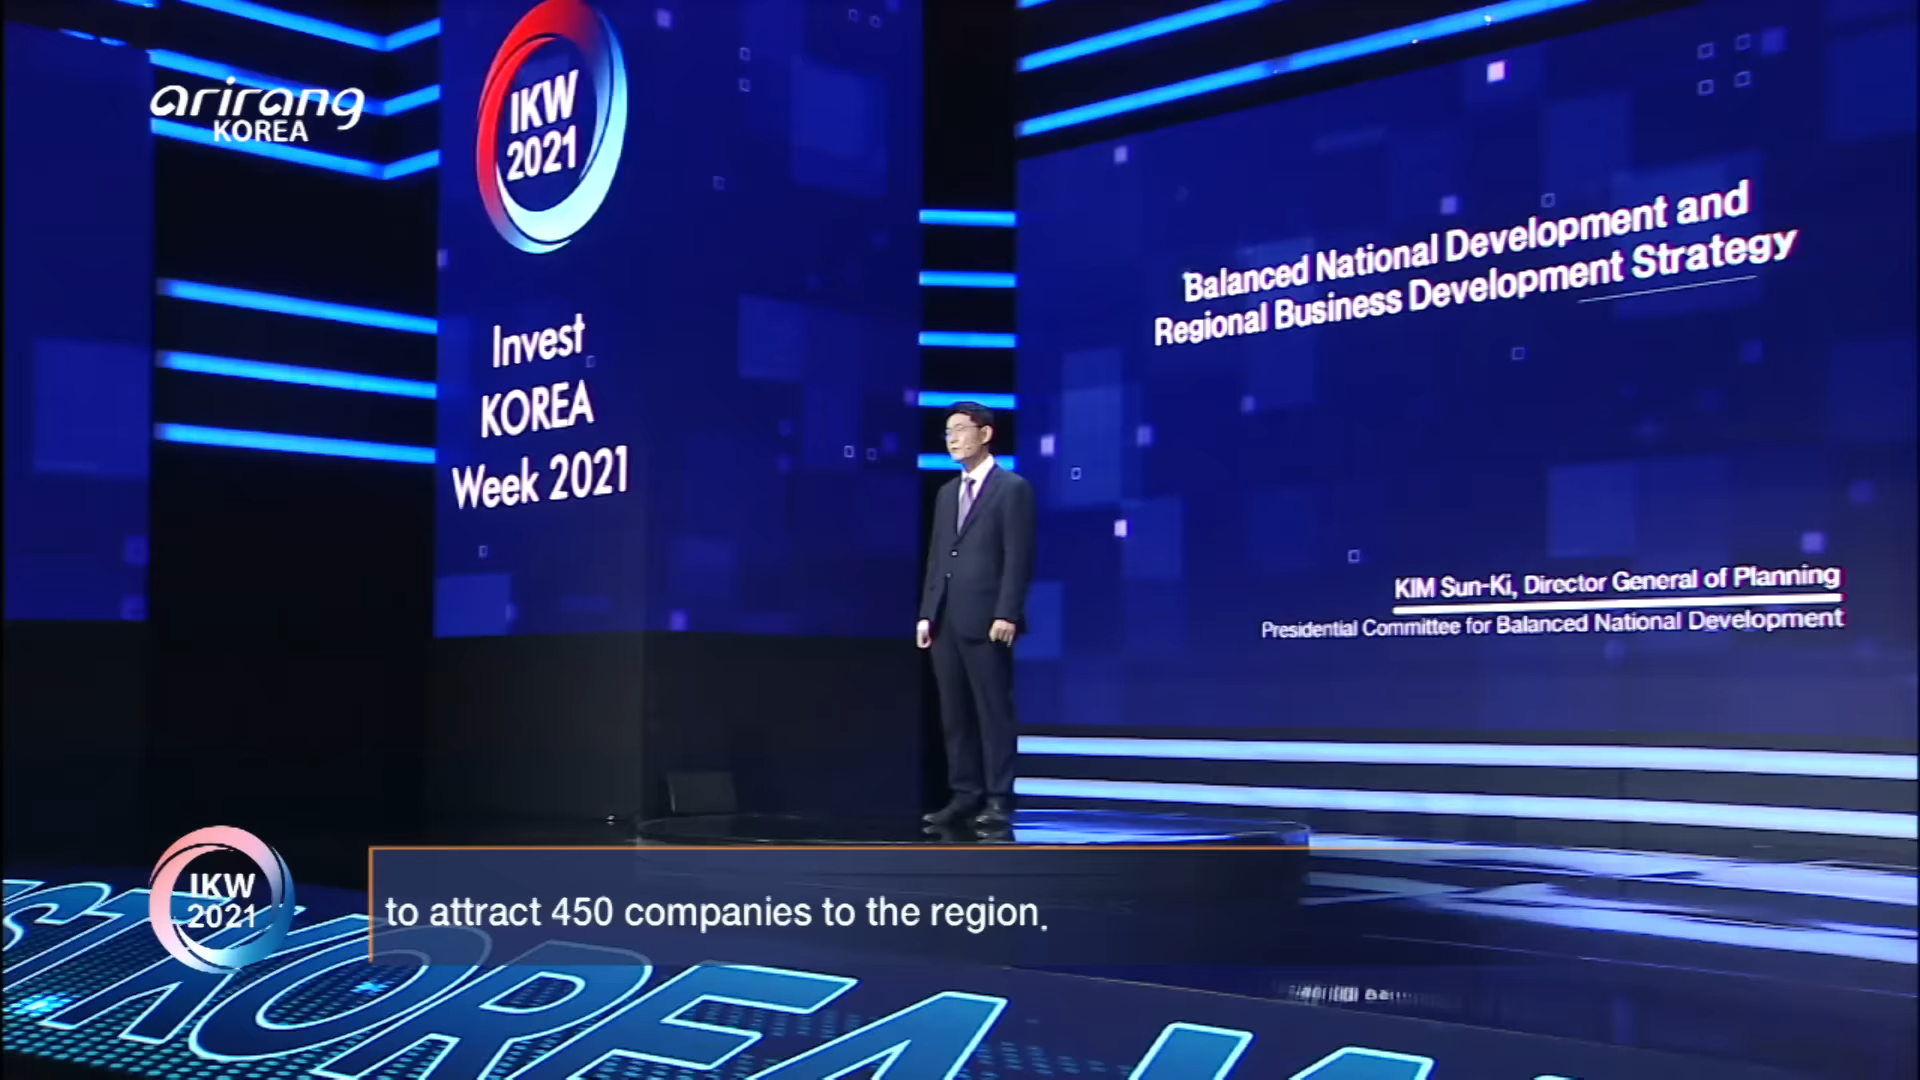 arirang
KOREA
IKW
2021
Invest
KOREA
Week 2021
Balanced National Development and
Regional Business Development Strategy
KIM Sun-Ki, Director General of Planning
Presidential Committee for Balanced National Development
IKW
2021
to attract 450 companies to the region.
ST KOREA